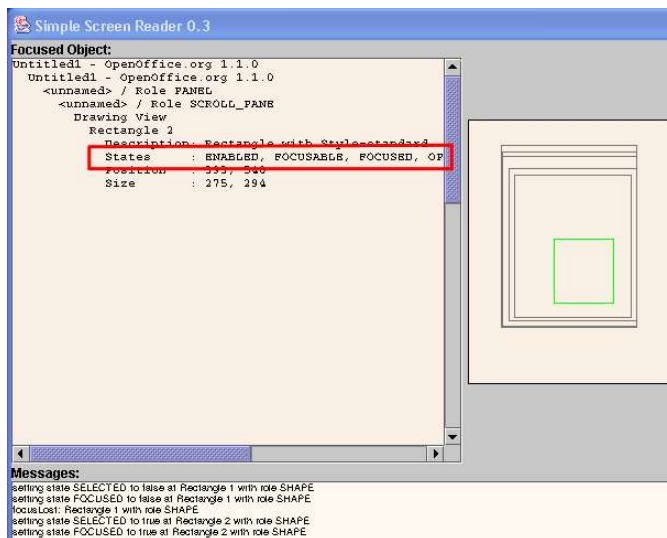 Simple Screen Reader 0.3
Focused Object:
Untitled1 - OpenOffice.org 1.1.0
Untitled1 - OpenOffice.org 1.1.0
<unnamed> / Role PANEL
<unnamed> / Role SCROLL_PANE
Drawing View
Rectangle 2
Description: Rectangle with Style=standard
States : ENABLED, FOCUSABLE, FOCUSED, OP
Position : 393, 540
Size : 275, 294
Messages:
setting state SELECTED to false at Rectangle 1 with role SHAPE
setting state FOCUSED to false at Rectangle 1 with role SHAPE
focusLost: Rectangle 1 with role SHAPE
setting state SELECTED to true at Rectangle 2 with role SHAPE
setting state FOCUSED to true at Rectangle 2 with role SHAPE